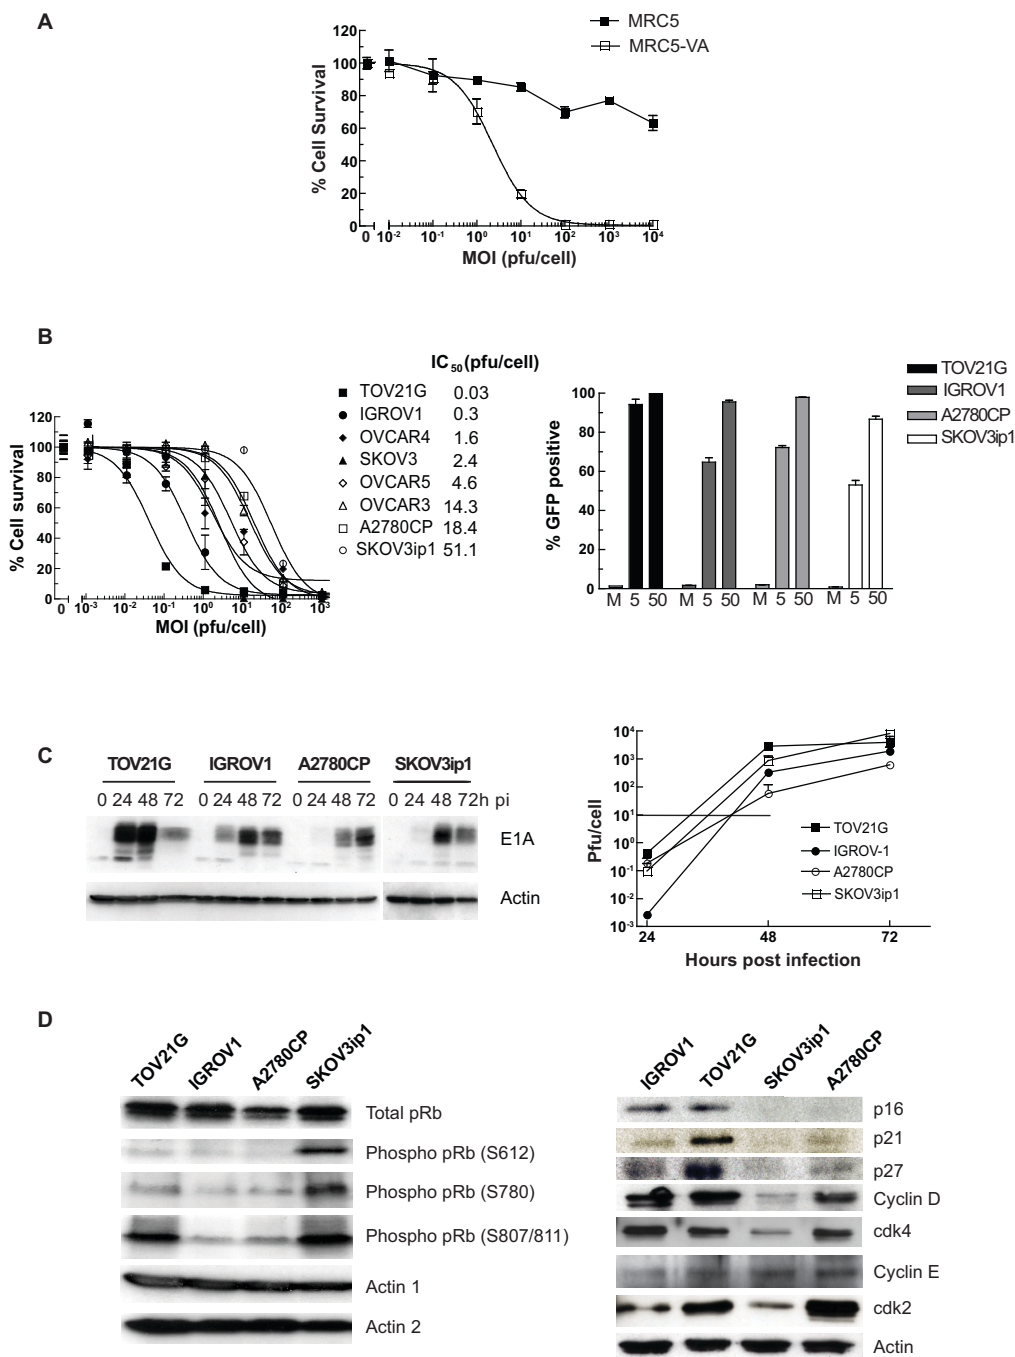 A
MRC5
MRC5-VA
% Cell Survival
120
100
80
60
40
20
0
0 10-2 10-1 100 101 102 103 104
MOI (pfu/cell)
B
IC50(pfu/cell)
TOV21G 0.03
IGROV1 0.3
OVCAR4 1.6
SKOV3 2.4
OVCAR5 4.6
OVCAR3 14.3
A2780CP 18.4
SKOV3ip1 51.1
% Cell survival
120
100
80
60
40
20
0
0 10-3 10-2 10-1 100 101 102 103
MOI (pfu/cell)
TOV21G
IGROV1
A2780CP
SKOV3ip1
% GFP positive
100
80
60
40
20
0
M 5 50 M 5 50 M 5 50 M 5 50
C
TOV21G IGROV1 A2780CP SKOV3ip1
0 24 48 72 0 24 48 72 0 24 48 72 0 24 48 72h pi
E1A
Actin
Pfu/cell
104
103
102
101
100
10-1
10-2
10-3
TOV21G
IGROV-1
A2780CP
SKOV3ip1
24 48 72
Hours post infection
D
TOV21G IGROV1 A2780CP SKOV3ip1
Total pRb
Phospho pRb (S612)
Phospho pRb (S780)
Phospho pRb (S807/811)
Actin 1
Actin 2
IGROV1 TOV21G SKOV3ip1 A2780CP
p16
p21
p27
Cyclin D
cdk4
Cyclin E
cdk2
Actin